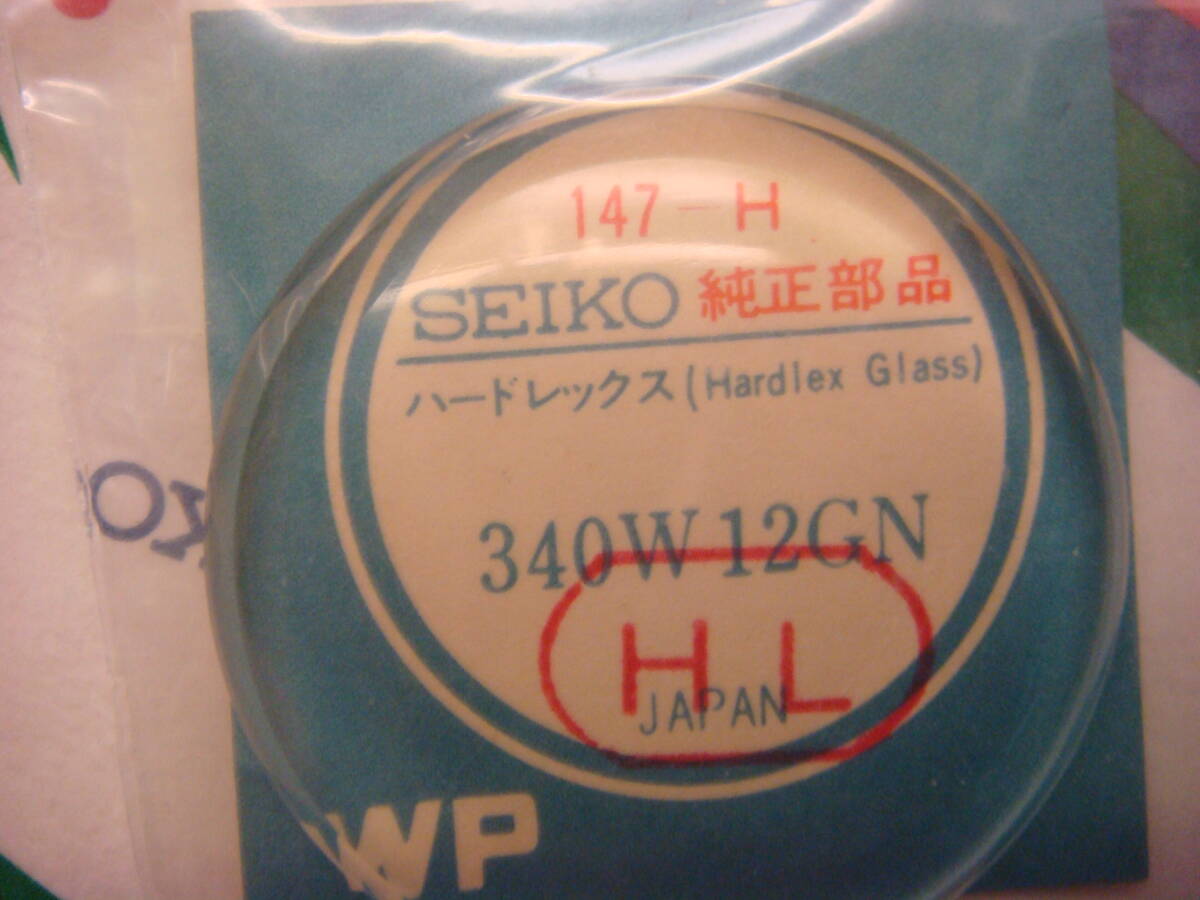 147-H
SEIKO 純正部品
ハードレックス(Hardlex Glass)
340W12GN
HL
JAPAN
WP